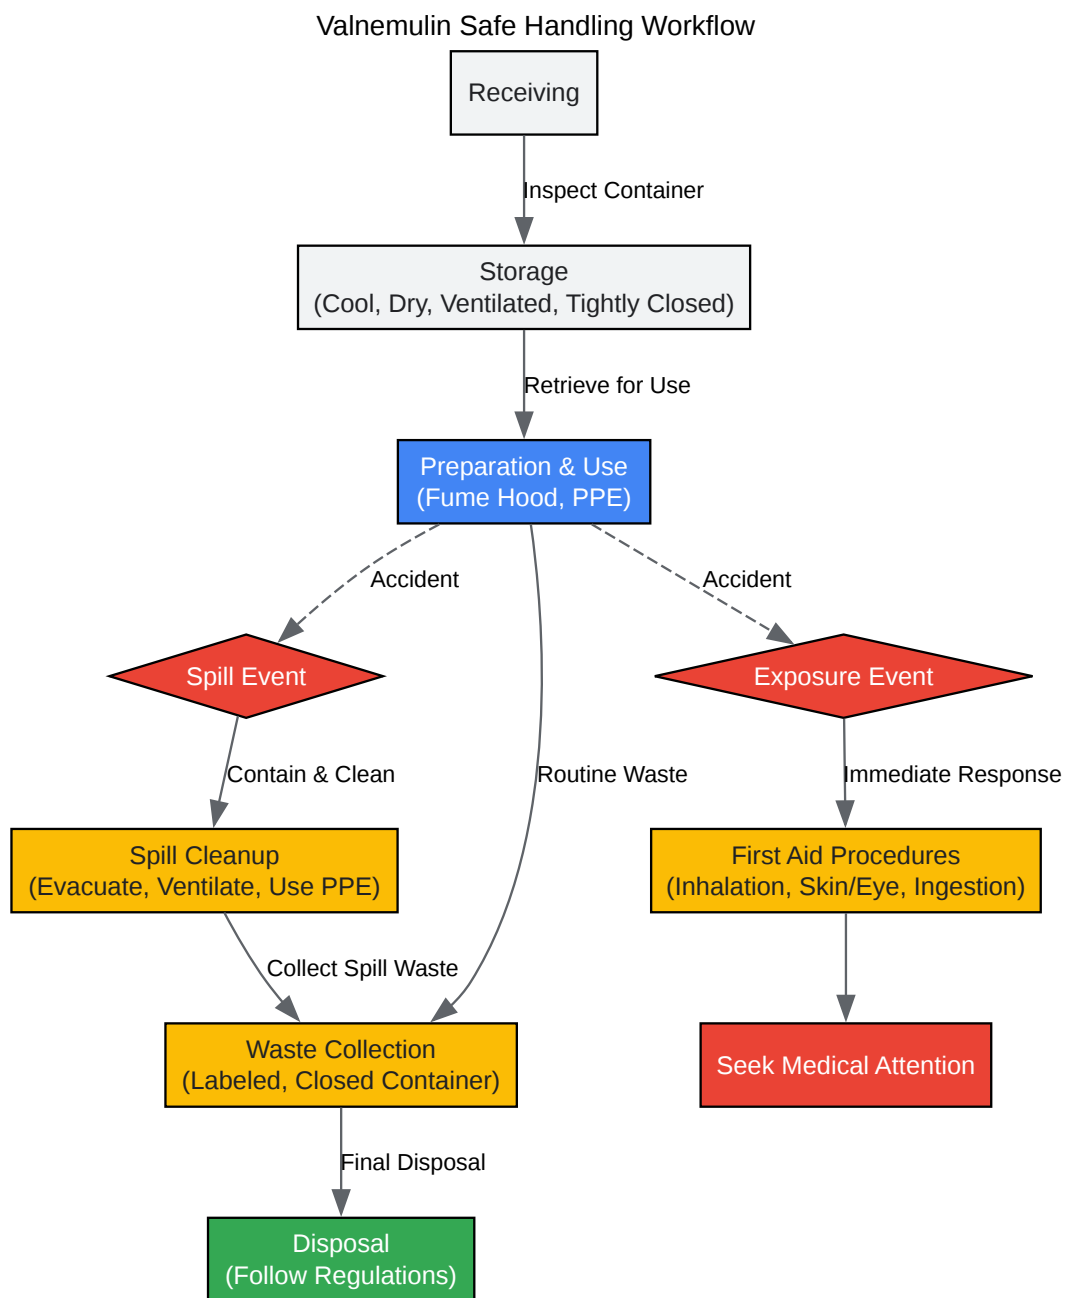 Valnemulin Safe Handling Workflow
Receiving
Inspect Container
Storage
(Cool, Dry, Ventilated, Tightly Closed)
Retrieve for Use
Preparation & Use
(Fume Hood, PPE)
Accident
Accident
Spill Event
Exposure Event
Contain & Clean
Routine Waste
Immediate Response
Spill Cleanup
(Evacuate, Ventilate, Use PPE)
First Aid Procedures
(Inhalation, Skin/Eye, Ingestion)
Collect Spill Waste
Waste Collection
(Labeled, Closed Container)
Seek Medical Attention
Final Disposal
Disposal
(Follow Regulations)